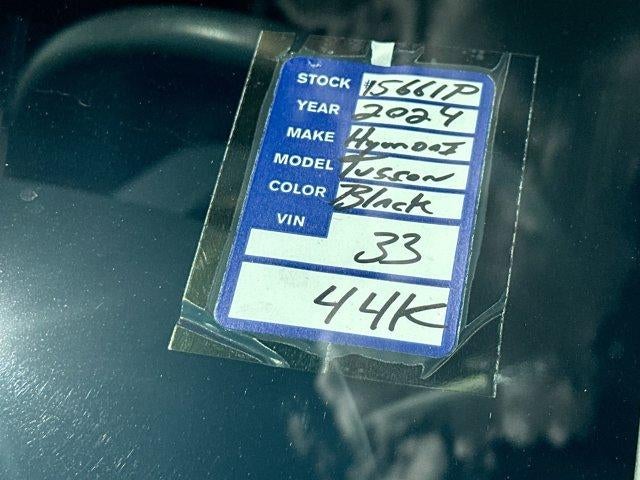 STOCK 15661P
YEAR 2024
MAKE HyundaI
MODEL Tusson
COLOR Black
VIN
33
44K